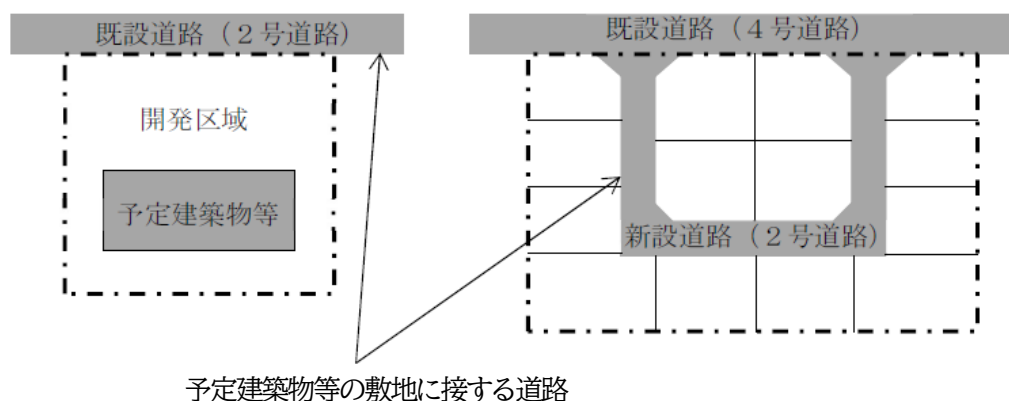 既設道路（２号道路）
開発区域
予定建築物等
既設道路（４号道路）
新設道路（２号道路）
予定建築物等の敷地に接する道路